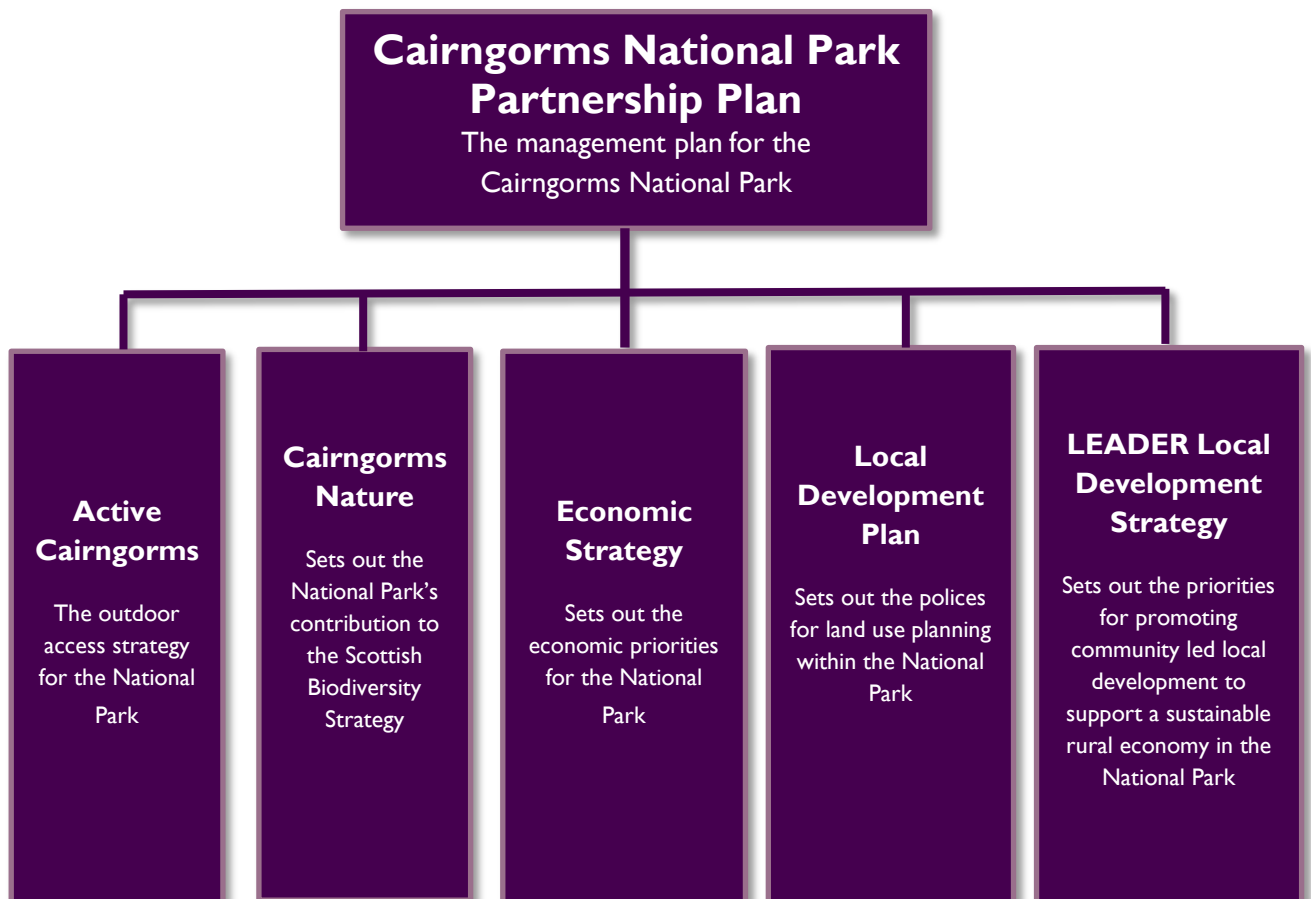 Cairngorms National Park
Partnership Plan
The management plan for the
Cairngorms National Park
Active
Cairngorms
The outdoor
access strategy
for the National
Park
Cairngorms
Nature
Sets out the
National Park's
contribution to
the Scottish
Biodiversity
Strategy
Economic
Strategy
Sets out the
economic priorities
for the National
Park
Local
Development
Plan
Sets out the polices
for land use planning
within the National
Park
LEADER Local
Development
Strategy
Sets out the priorities
for promoting
community led local
development to
support a sustainable
rural economy in the
National Park